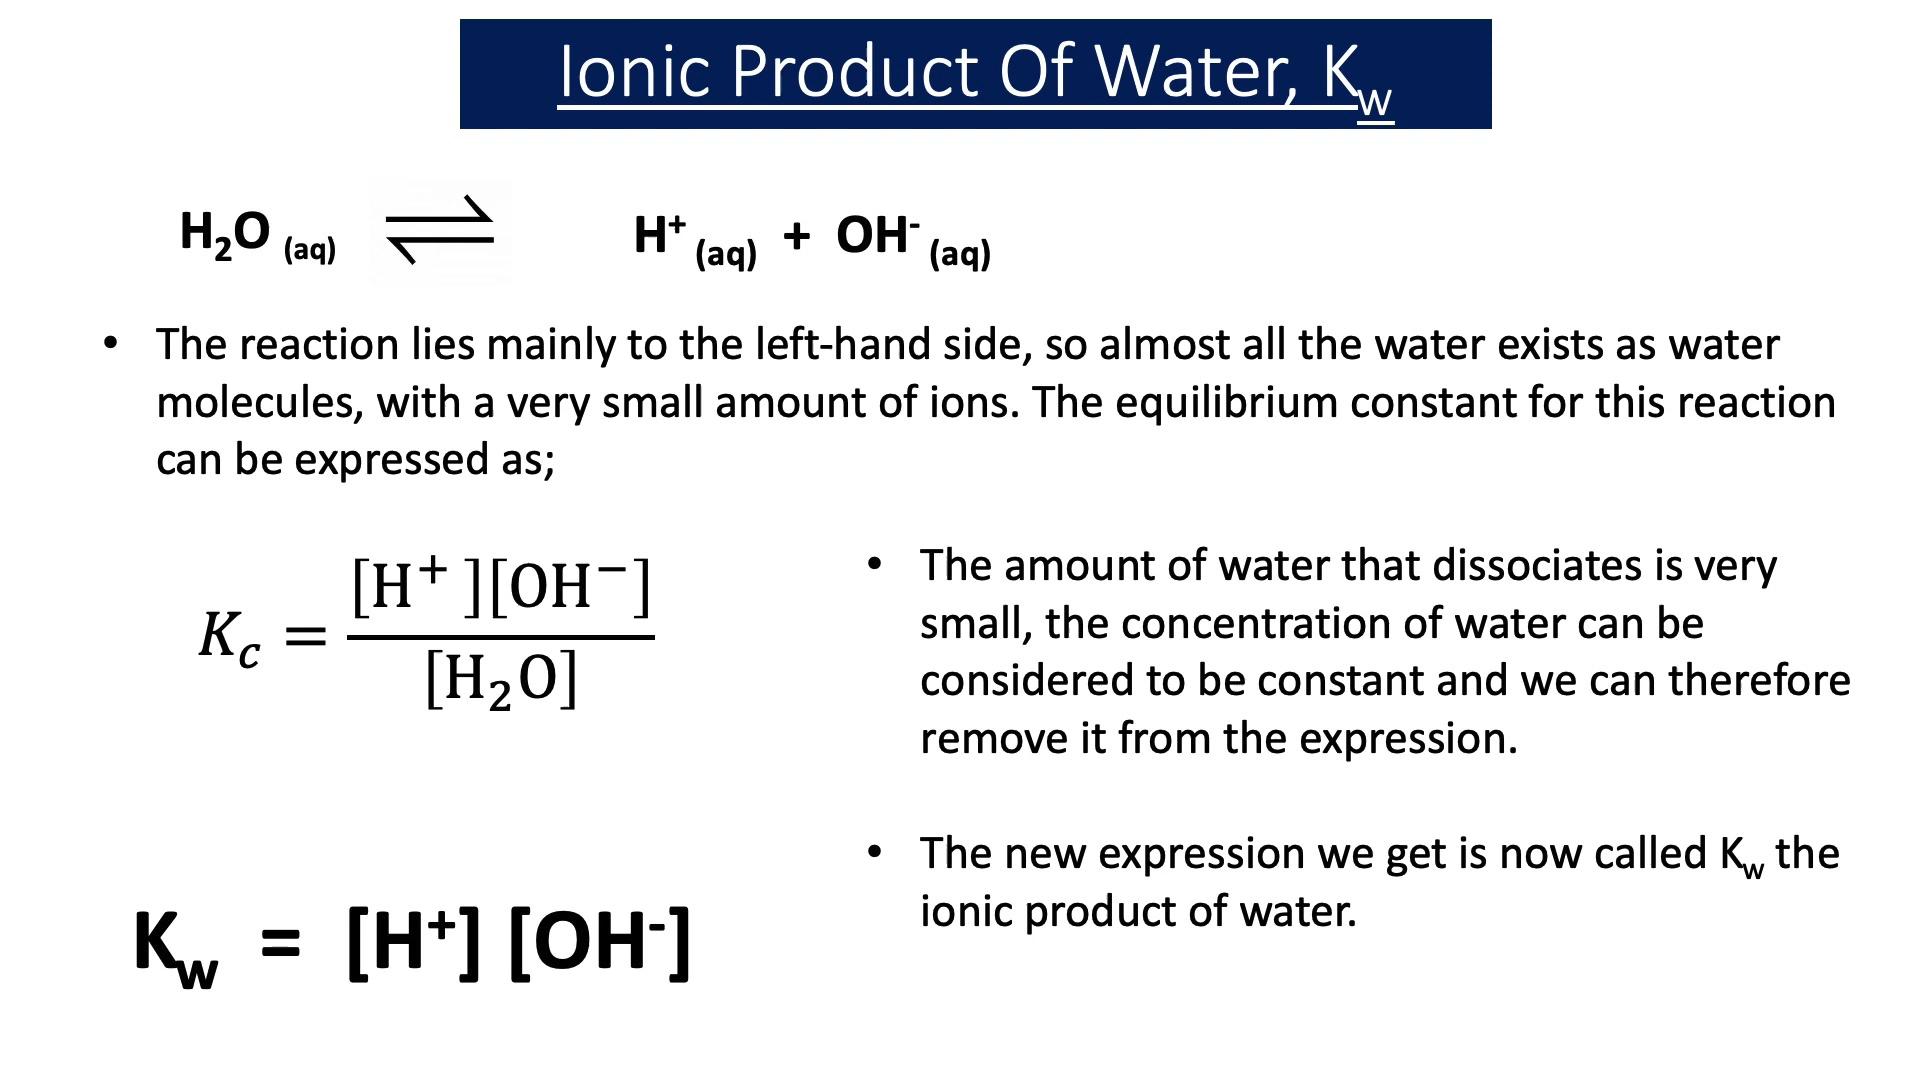 Ionic Product Of Water, Kw
H2O (aq) ⇌ H+ (aq) + OH- (aq)
• The reaction lies mainly to the left-hand side, so almost all the water exists as water
molecules, with a very small amount of ions. The equilibrium constant for this reaction
can be expressed as;
Kc = [H+][OH−] / [H2O]
• The amount of water that dissociates is very
small, the concentration of water can be
considered to be constant and we can therefore
remove it from the expression.
• The new expression we get is now called Kw the
ionic product of water.
Kw = [H+] [OH-]